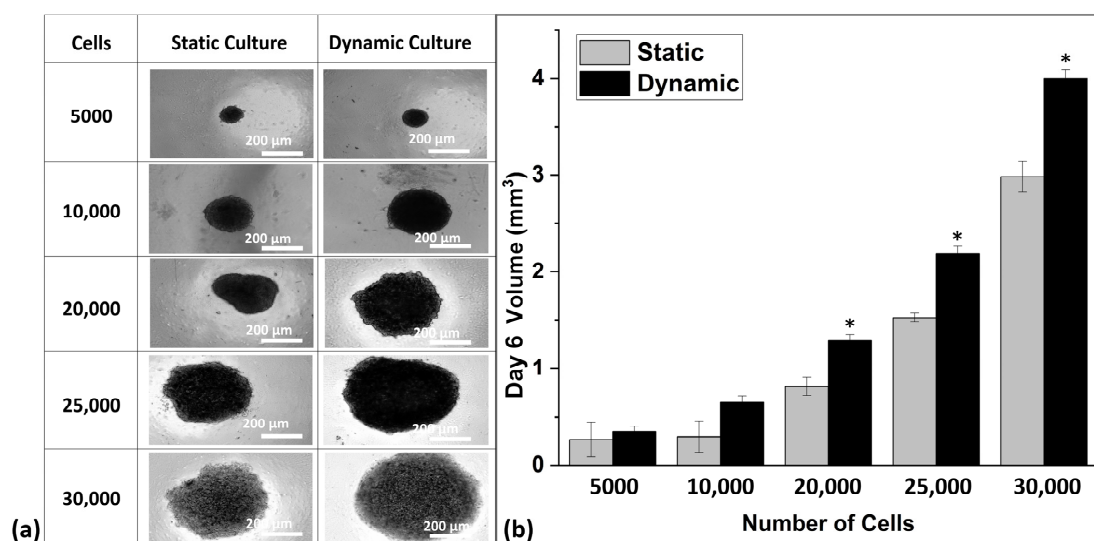 Cells Static Culture Dynamic Culture
5000 200 µm 200 µm
10,000 200 µm 200 µm
20,000 200 µm 200 µm
25,000 200 µm 200 µm
30,000 200 µm 200 µm
(a)
Static
Dynamic
Day 6 Volume (mm³)
4
3
2
1
0
* * *
5000 10,000 20,000 25,000 30,000
Number of Cells
(b)